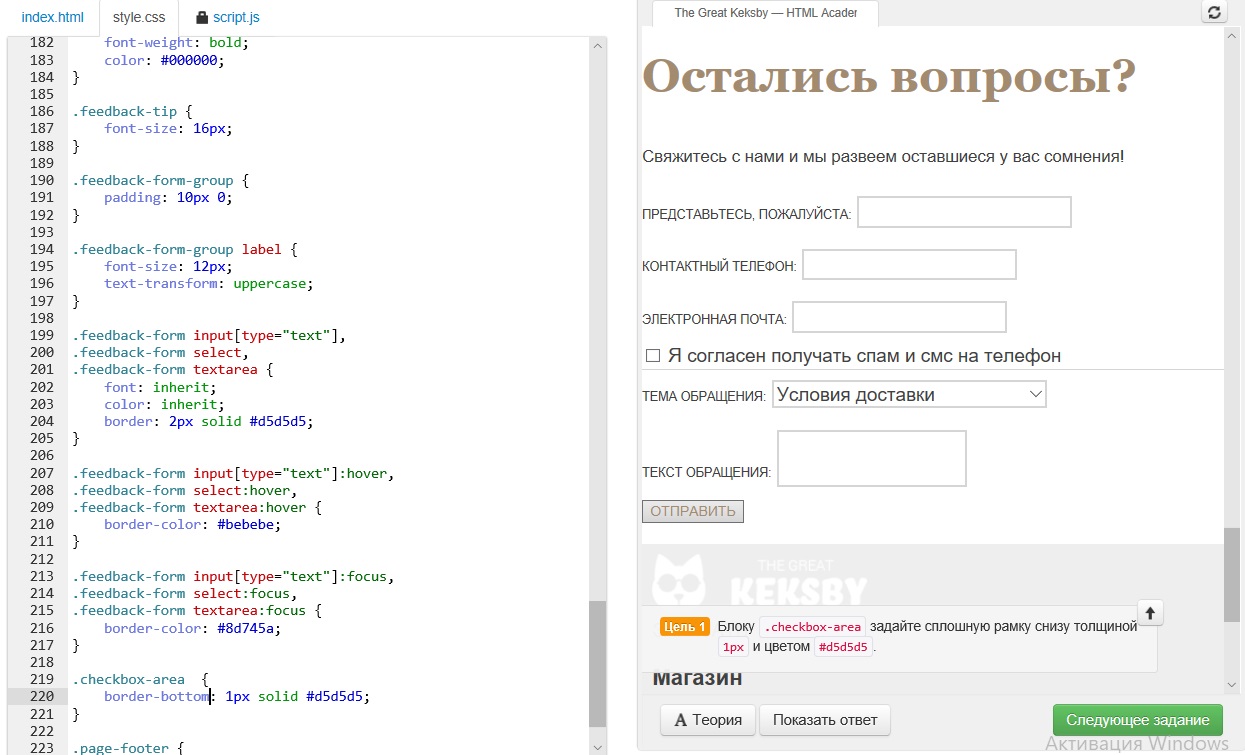 index.html style.css script.js
182 font-weight: bold;
183 color: #000000;
184 }
185
186 .feedback-tip {
187 font-size: 16px;
188 }
189
190 .feedback-form-group {
191 padding: 10px 0;
192 }
193
194 .feedback-form-group label {
195 font-size: 12px;
196 text-transform: uppercase;
197 }
198
199 .feedback-form input[type="text"],
200 .feedback-form select,
201 .feedback-form textarea {
202 font: inherit;
203 color: inherit;
204 border: 2px solid #d5d5d5;
205 }
206
207 .feedback-form input[type="text"]:hover,
208 .feedback-form select:hover,
209 .feedback-form textarea:hover {
210 border-color: #bebebe;
211 }
212
213 .feedback-form input[type="text"]:focus,
214 .feedback-form select:focus,
215 .feedback-form textarea:focus {
216 border-color: #8d745a;
217 }
218
219 .checkbox-area {
220 border-bottom: 1px solid #d5d5d5;
221 }
222
223 .page-footer {
The Great Keksby — HTML Acader
Остались вопросы?
Свяжитесь с нами и мы развеем оставшиеся у вас сомнения!
ПРЕДСТАВЬТЕСЬ, ПОЖАЛУЙСТА:
КОНТАКТНЫЙ ТЕЛЕФОН:
ЭЛЕКТРОННАЯ ПОЧТА:
Я согласен получать спам и смс на телефон
ТЕМА ОБРАЩЕНИЯ: Условия доставки
ТЕКСТ ОБРАЩЕНИЯ:
ОТПРАВИТЬ
THE GREAT
KEKSBY
Цель 1 Блоку .checkbox-area задайте сплошную рамку снизу толщиной
1px и цветом #d5d5d5.
Магазин
A Теория Показать ответ Следующее задание
Активация Windows